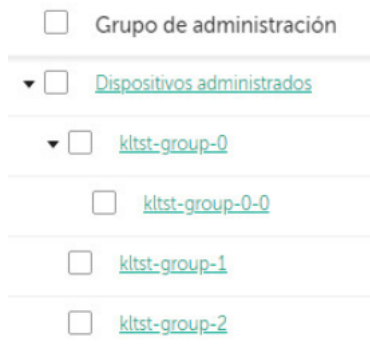 Grupo de administración
Dispositivos administrados
kltst-group-0
kltst-group-0-0
kltst-group-1
kltst-group-2